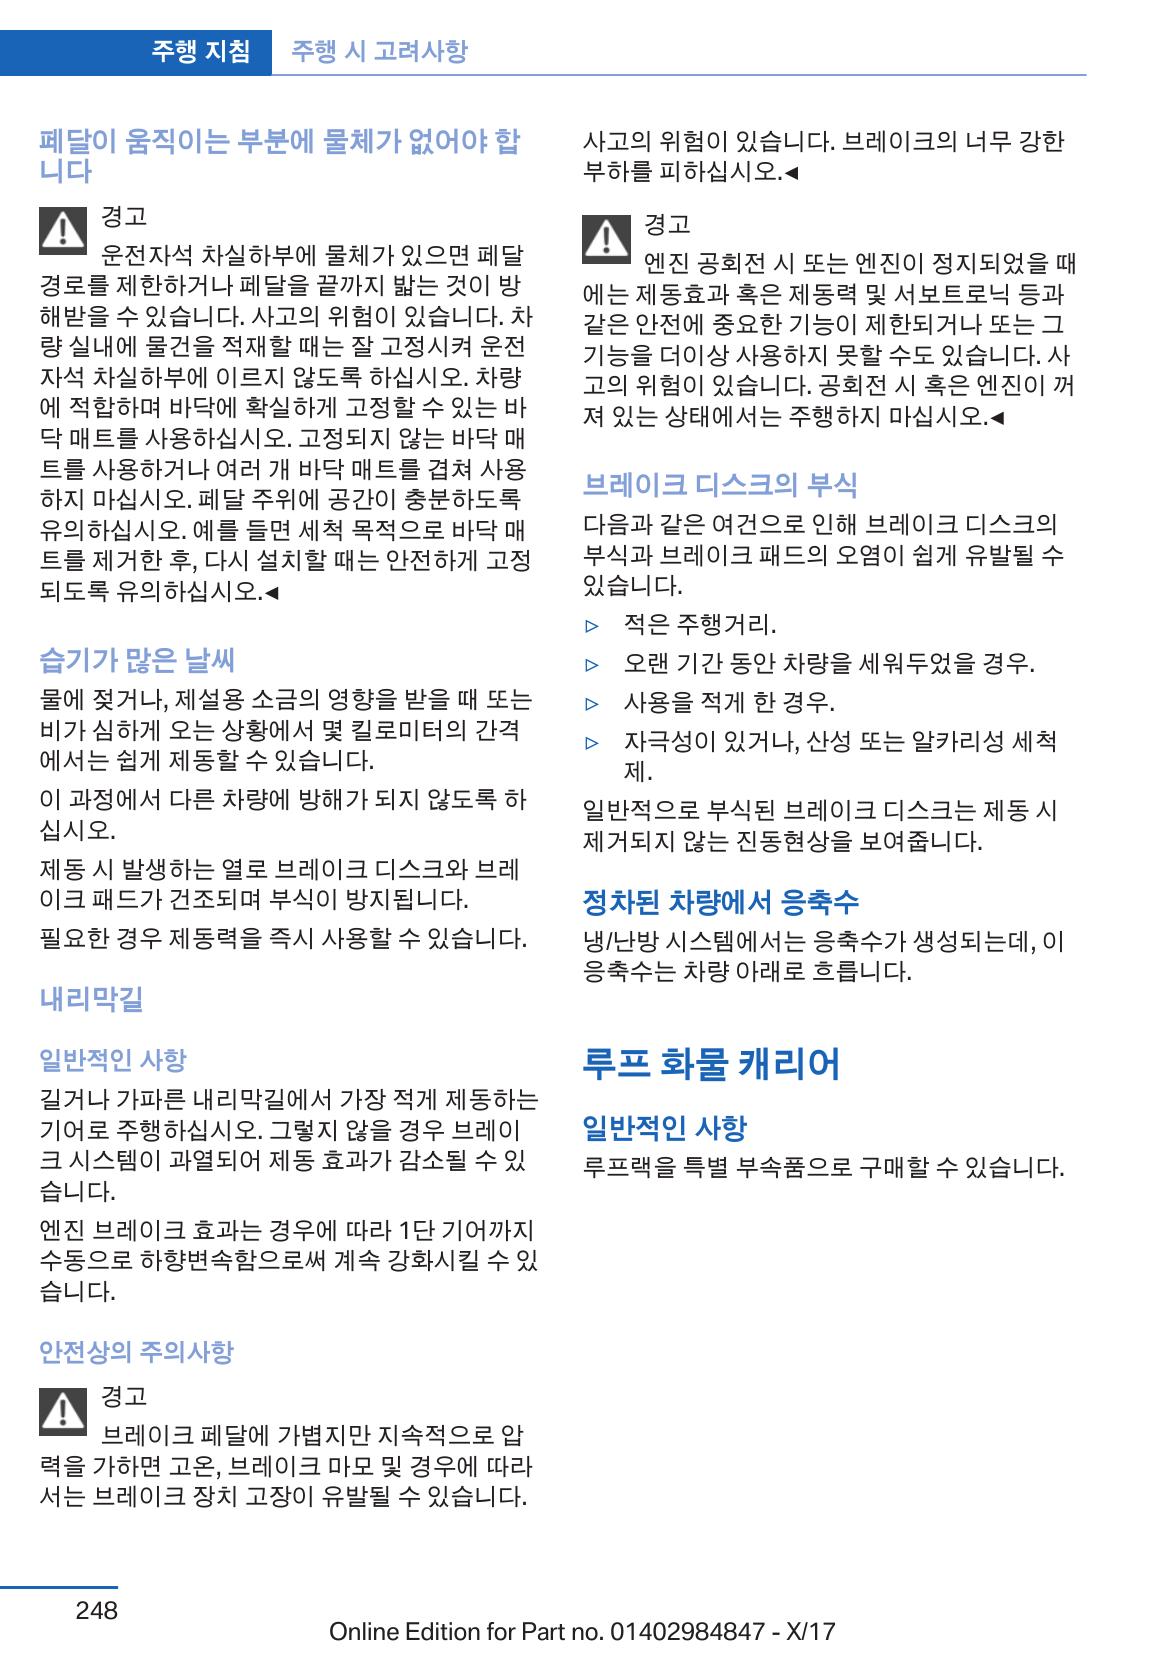 주행 지침 주행 시 고려사항
페달이 움직이는 부분에 물체가 없어야 합
니다
경고
운전자석 차실하부에 물체가 있으면 페달
경로를 제한하거나 페달을 끝까지 밟는 것이 방
해받을 수 있습니다. 사고의 위험이 있습니다. 차
량 실내에 물건을 적재할 때는 잘 고정시켜 운전
자석 차실하부에 이르지 않도록 하십시오. 차량
에 적합하며 바닥에 확실하게 고정할 수 있는 바
닥 매트를 사용하십시오. 고정되지 않는 바닥 매
트를 사용하거나 여러 개 바닥 매트를 겹쳐 사용
하지 마십시오. 페달 주위에 공간이 충분하도록
유의하십시오. 예를 들면 세척 목적으로 바닥 매
트를 제거한 후, 다시 설치할 때는 안전하게 고정
되도록 유의하십시오.◀
습기가 많은 날씨
물에 젖거나, 제설용 소금의 영향을 받을 때 또는
비가 심하게 오는 상황에서 몇 킬로미터의 간격
에서는 쉽게 제동할 수 있습니다.
이 과정에서 다른 차량에 방해가 되지 않도록 하
십시오.
제동 시 발생하는 열로 브레이크 디스크와 브레
이크 패드가 건조되며 부식이 방지됩니다.
필요한 경우 제동력을 즉시 사용할 수 있습니다.
내리막길
일반적인 사항
길거나 가파른 내리막길에서 가장 적게 제동하는
기어로 주행하십시오. 그렇지 않을 경우 브레이
크 시스템이 과열되어 제동 효과가 감소될 수 있
습니다.
엔진 브레이크 효과는 경우에 따라 1단 기어까지
수동으로 하향변속함으로써 계속 강화시킬 수 있
습니다.
안전상의 주의사항
경고
브레이크 페달에 가볍지만 지속적으로 압
력을 가하면 고온, 브레이크 마모 및 경우에 따라
서는 브레이크 장치 고장이 유발될 수 있습니다.
사고의 위험이 있습니다. 브레이크의 너무 강한
부하를 피하십시오.◀
경고
엔진 공회전 시 또는 엔진이 정지되었을 때
에는 제동효과 혹은 제동력 및 서보트로닉 등과
같은 안전에 중요한 기능이 제한되거나 또는 그
기능을 더이상 사용하지 못할 수도 있습니다. 사
고의 위험이 있습니다. 공회전 시 혹은 엔진이 꺼
져 있는 상태에서는 주행하지 마십시오.◀
브레이크 디스크의 부식
다음과 같은 여건으로 인해 브레이크 디스크의
부식과 브레이크 패드의 오염이 쉽게 유발될 수
있습니다.
▷ 적은 주행거리.
▷ 오랜 기간 동안 차량을 세워두었을 경우.
▷ 사용을 적게 한 경우.
▷ 자극성이 있거나, 산성 또는 알카리성 세척
제.
일반적으로 부식된 브레이크 디스크는 제동 시
제거되지 않는 진동현상을 보여줍니다.
정차된 차량에서 응축수
냉/난방 시스템에서는 응축수가 생성되는데, 이
응축수는 차량 아래로 흐릅니다.
루프 화물 캐리어
일반적인 사항
루프랙을 특별 부속품으로 구매할 수 있습니다.
248
Online Edition for Part no. 01402984847 - X/17